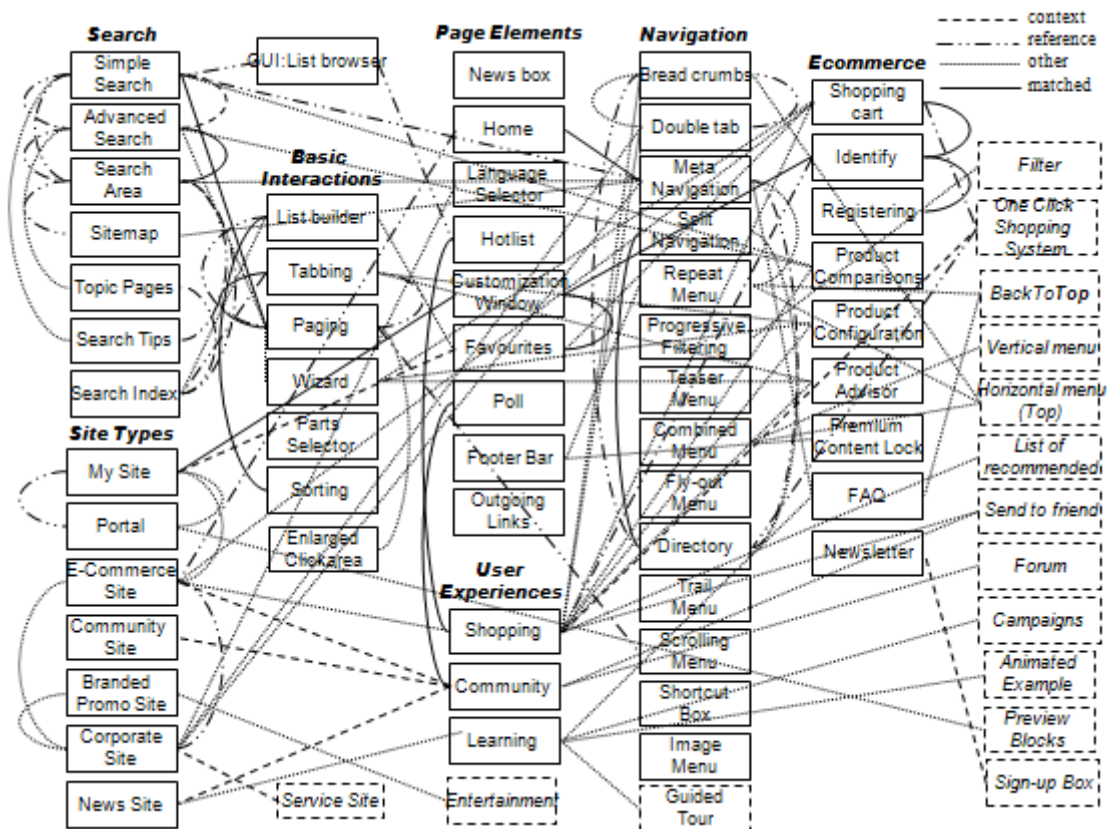 Search
Simple
Search
Advanced
Search
Search
Area
Sitemap
Topic Pages
Search Tips
Search Index
Site Types
My Site
Portal
E-Commerce
Site
Community
Site
Branded
Promo Site
Corporate
Site
News Site
GUI:List browser
Basic
Interactions
List builder
Tabbing
Paging
Wizard
Parts
Selector
Sorting
Enlarged
Clickarea
Service Site
Page Elements
News box
Home
Language
Selector
Hotlist
Customization
Window
Favourites
Poll
Footer Bar
Outgoing
Links
User
Experiences
Shopping
Community
Learning
Entertainment
Navigation
Bread crumbs
Double tab
Meta
Navigation
Split
Navigation
Repeat
Menu
Progressive
Filtering
Teaser
Menu
Combined
Menu
Fly-out
Menu
Directory
Trail
Menu
Scrolling
Menu
Shortcut
Box
Image
Menu
Guided
Tour
Ecommerce
Shopping
cart
Identify
Registering
Product
Comparisons
Product
Configuration
Product
Advisor
Premium
Content Lock
FAQ
Newsletter
context
reference
other
matched
Filter
One Click
Shopping
System
BackToTop
Vertical menu
Horizontal menu
(Top)
List of
recommended
Send to friend
Forum
Campaigns
Animated
Example
Preview
Blocks
Sign-up Box